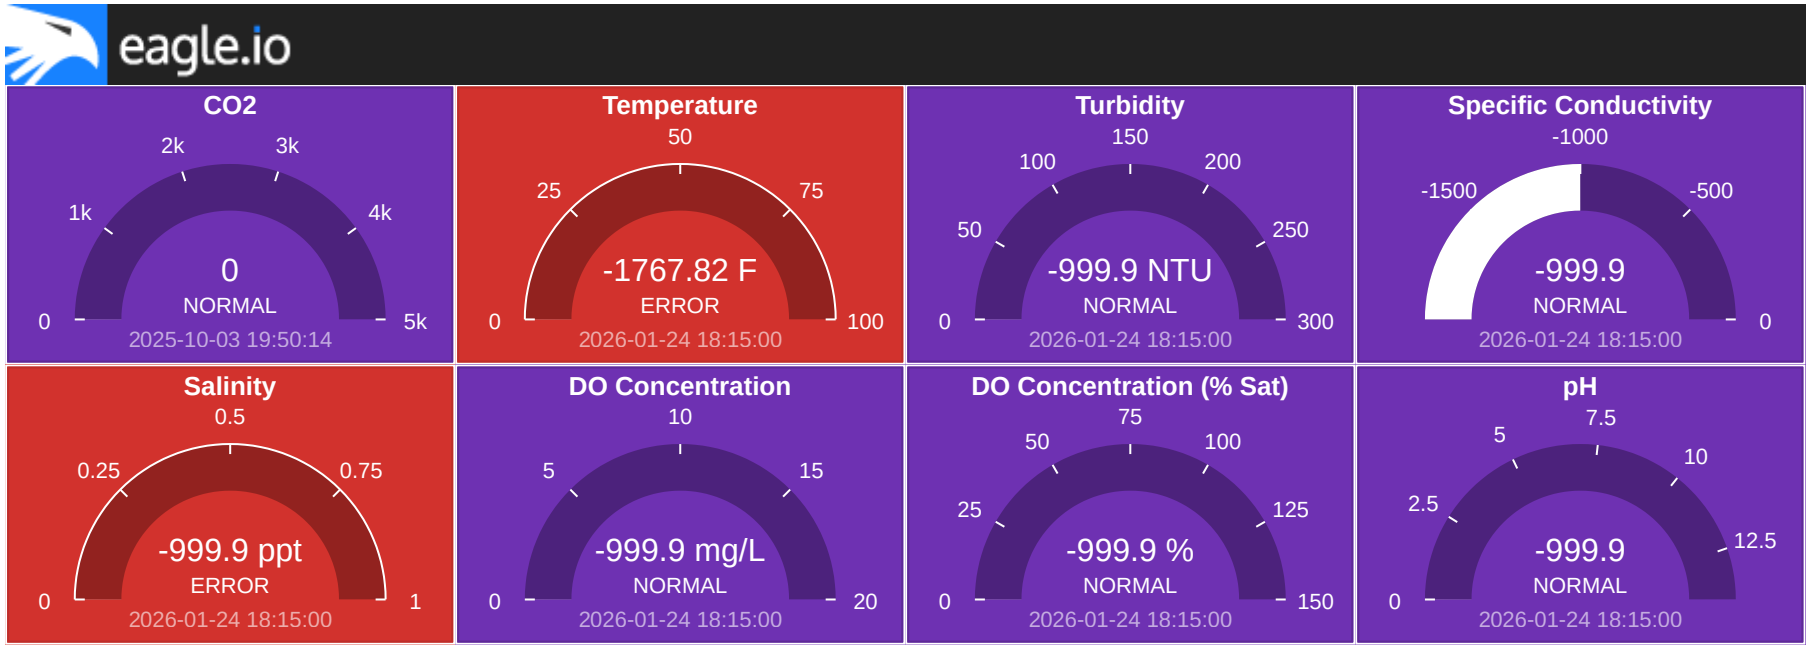 eagle.io
CO2
2k
3k
1k
4k
0
NORMAL
0
5k
2025-10-03 19:50:14
Temperature
50
25
75
-1767.82 F
ERROR
0
100
2026-01-24 18:15:00
Turbidity
150
100
200
50
250
-999.9 NTU
NORMAL
0
300
2026-01-24 18:15:00
Specific Conductivity
-1000
-1500
-500
-999.9
NORMAL
0
2026-01-24 18:15:00
Salinity
0.5
0.25
0.75
-999.9 ppt
ERROR
0
1
2026-01-24 18:15:00
DO Concentration
10
5
15
-999.9 mg/L
NORMAL
0
20
2026-01-24 18:15:00
DO Concentration (% Sat)
75
50
100
25
125
-999.9 %
NORMAL
0
150
2026-01-24 18:15:00
pH
7.5
5
10
2.5
12.5
-999.9
NORMAL
0
2026-01-24 18:15:00